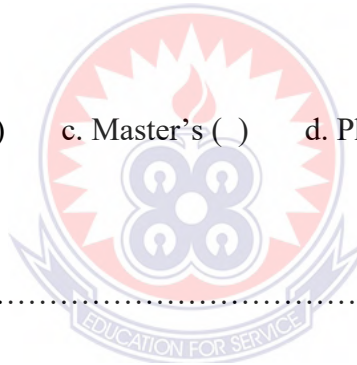 ) c. Master’s ( ) d. P
………………………………
EDUCATION FOR SERVICE